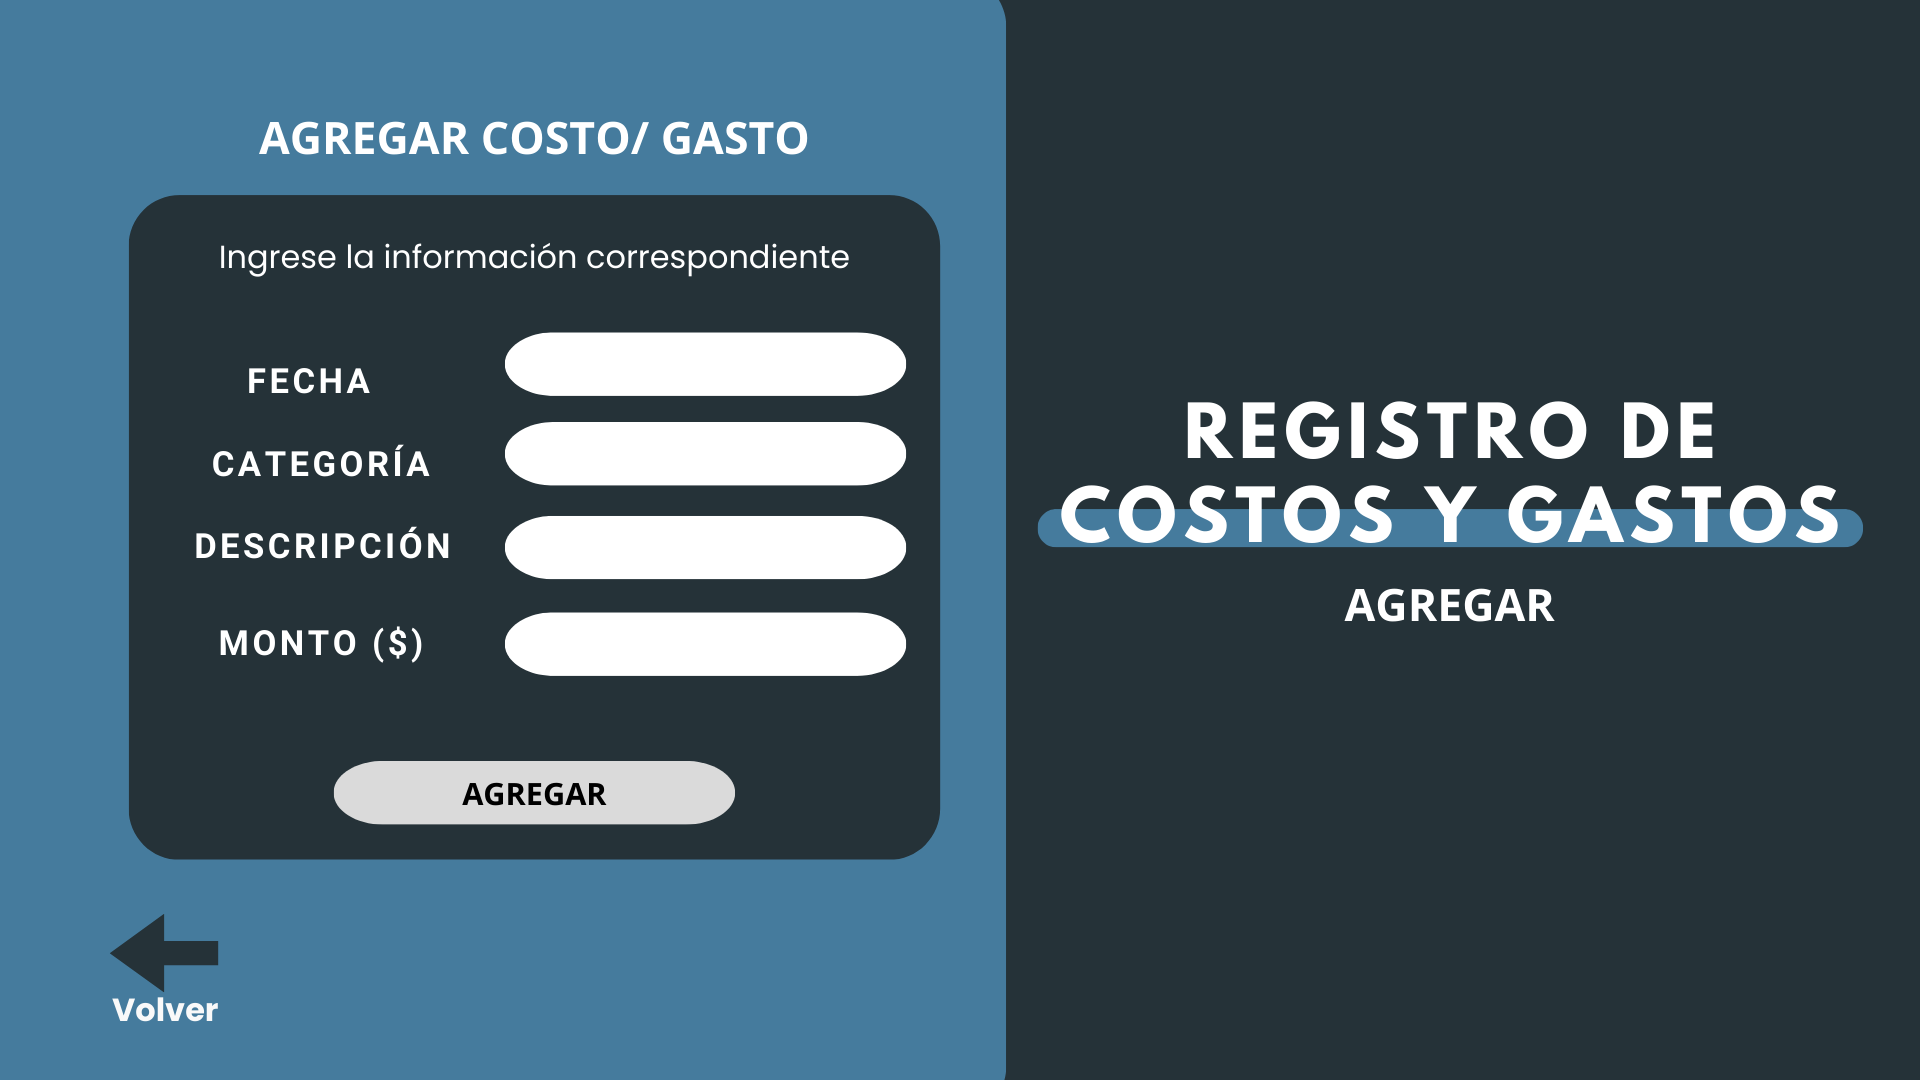 AGREGAR COSTO/ GASTO
Ingrese la información correspondiente
FECHA
CATEGORÍA
DESCRIPCIÓN
MONTO ($)
AGREGAR
Volver
REGISTRO DE
COSTOS Y GASTOS
AGREGAR